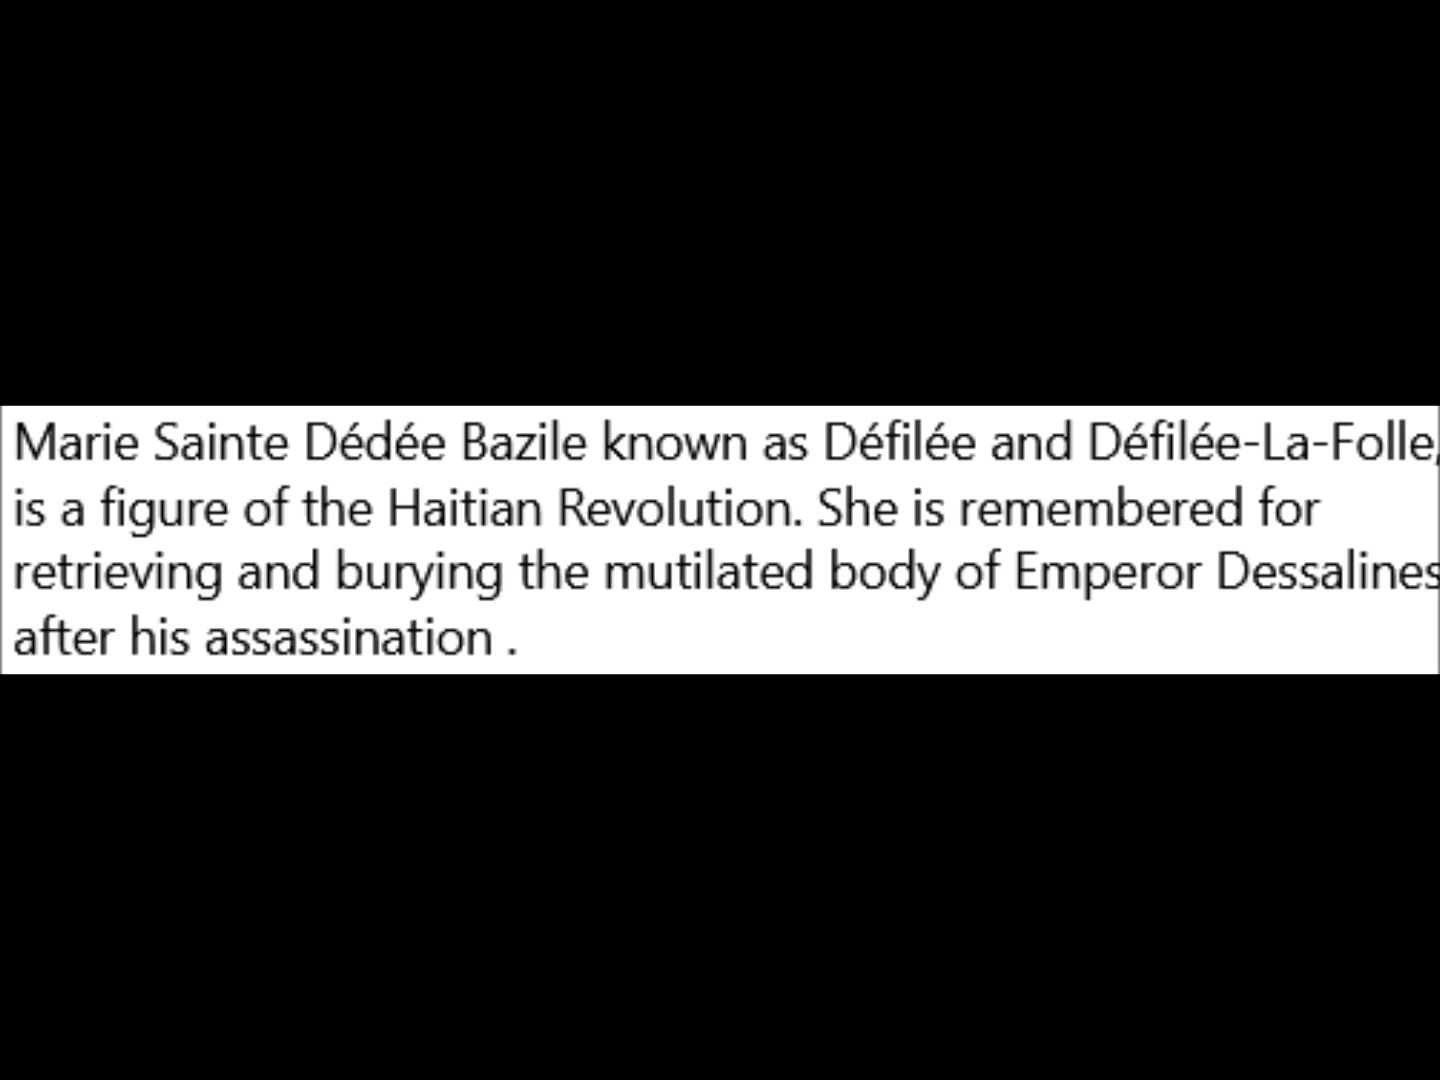 Marie Sainte Dédée Bazile known as Défilée and Défilée-La-Folle,
is a figure of the Haitian Revolution. She is remembered for
retrieving and burying the mutilated body of Emperor Dessalines
after his assassination .